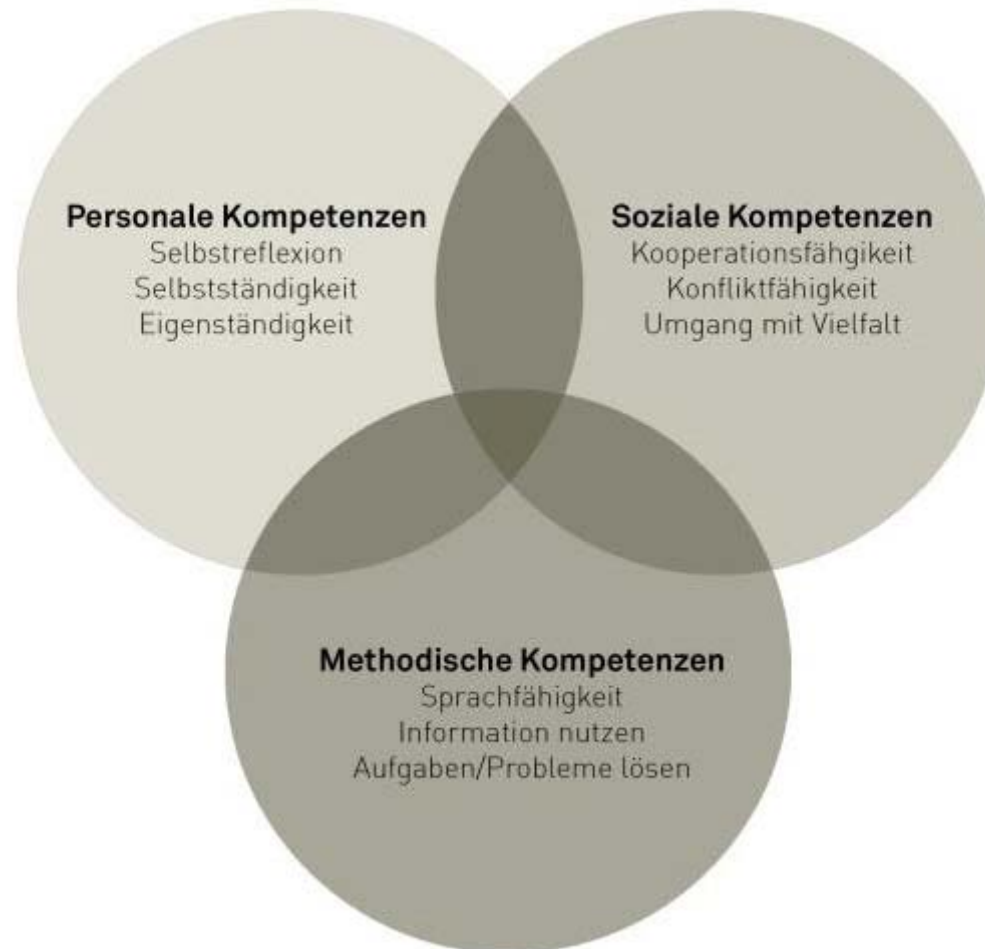 Personale Kompetenzen
Selbstreflexion
Selbstständigkeit
Eigenständigkeit
Soziale Kompetenzen
Kooperationsfähgikeit
Konfliktfähigkeit
Umgang mit Vielfalt
Methodische Kompetenzen
Sprachfähigkeit
Information nutzen
Aufgaben/Probleme lösen